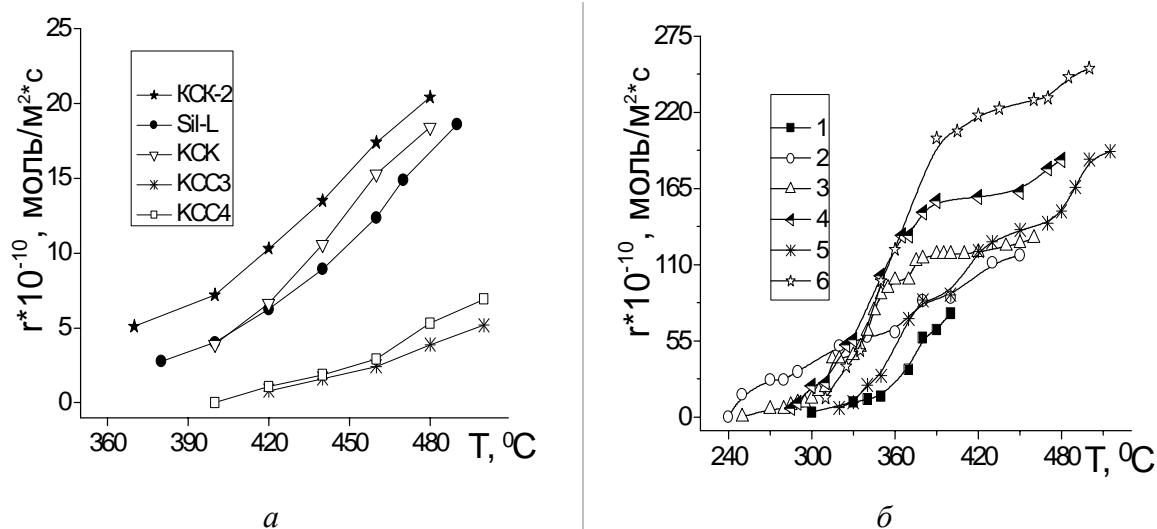 25
20
15
10
5
0
r*10⁻¹⁰, моль/м²*с
КСК-2
Sil-L
КСК
КСС3
КСС4
360 390 420 450 480
T, ⁰C
а
275
220
165
110
55
0
r*10⁻¹⁰, моль/м²*с
1
2
3
4
5
6
240 300 360 420 480
T, ⁰C
б